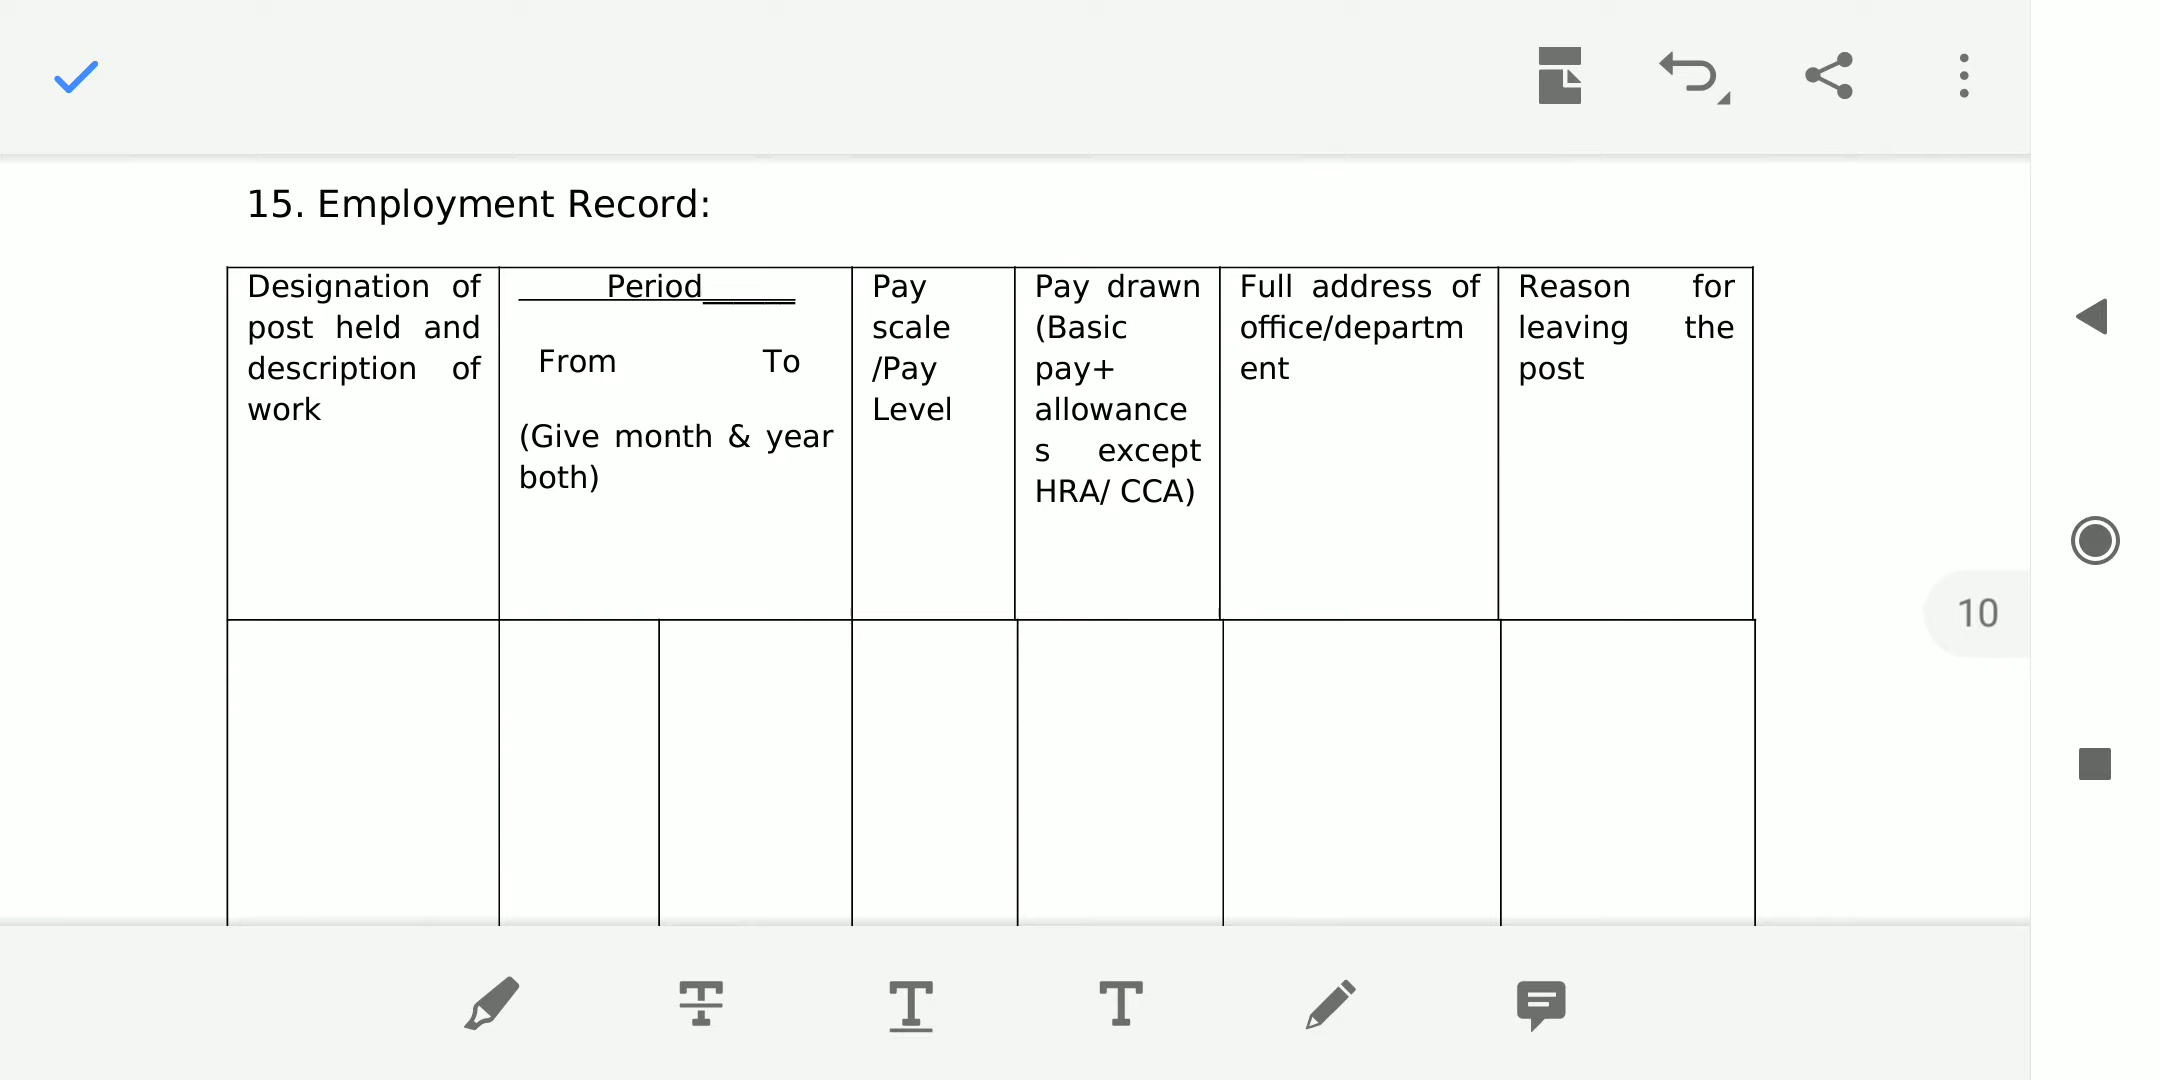 15. Employment Record:
Designation of
post held and
description of
work
Period______
From To
(Give month & year
both)
Pay
scale
/Pay
Level
Pay drawn
(Basic
pay+
allowance
s except
HRA/ CCA)
Full address of
office/departm
ent
Reason for
leaving the
post
10